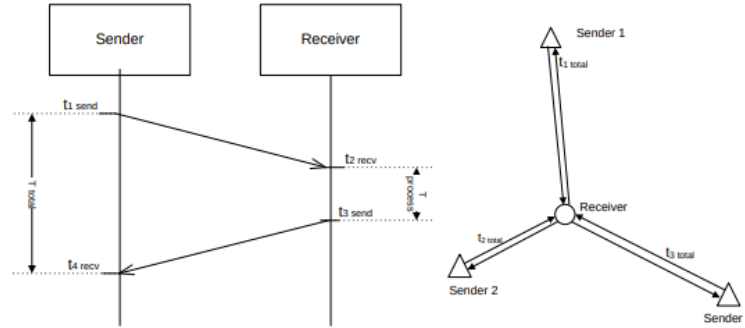 Sender
Receiver
t1 send
t2 recv
T process
t3 send
T total
t4 recv
Sender 1
t1 total
Receiver
t2 total
t3 total
Sender 2
Sender